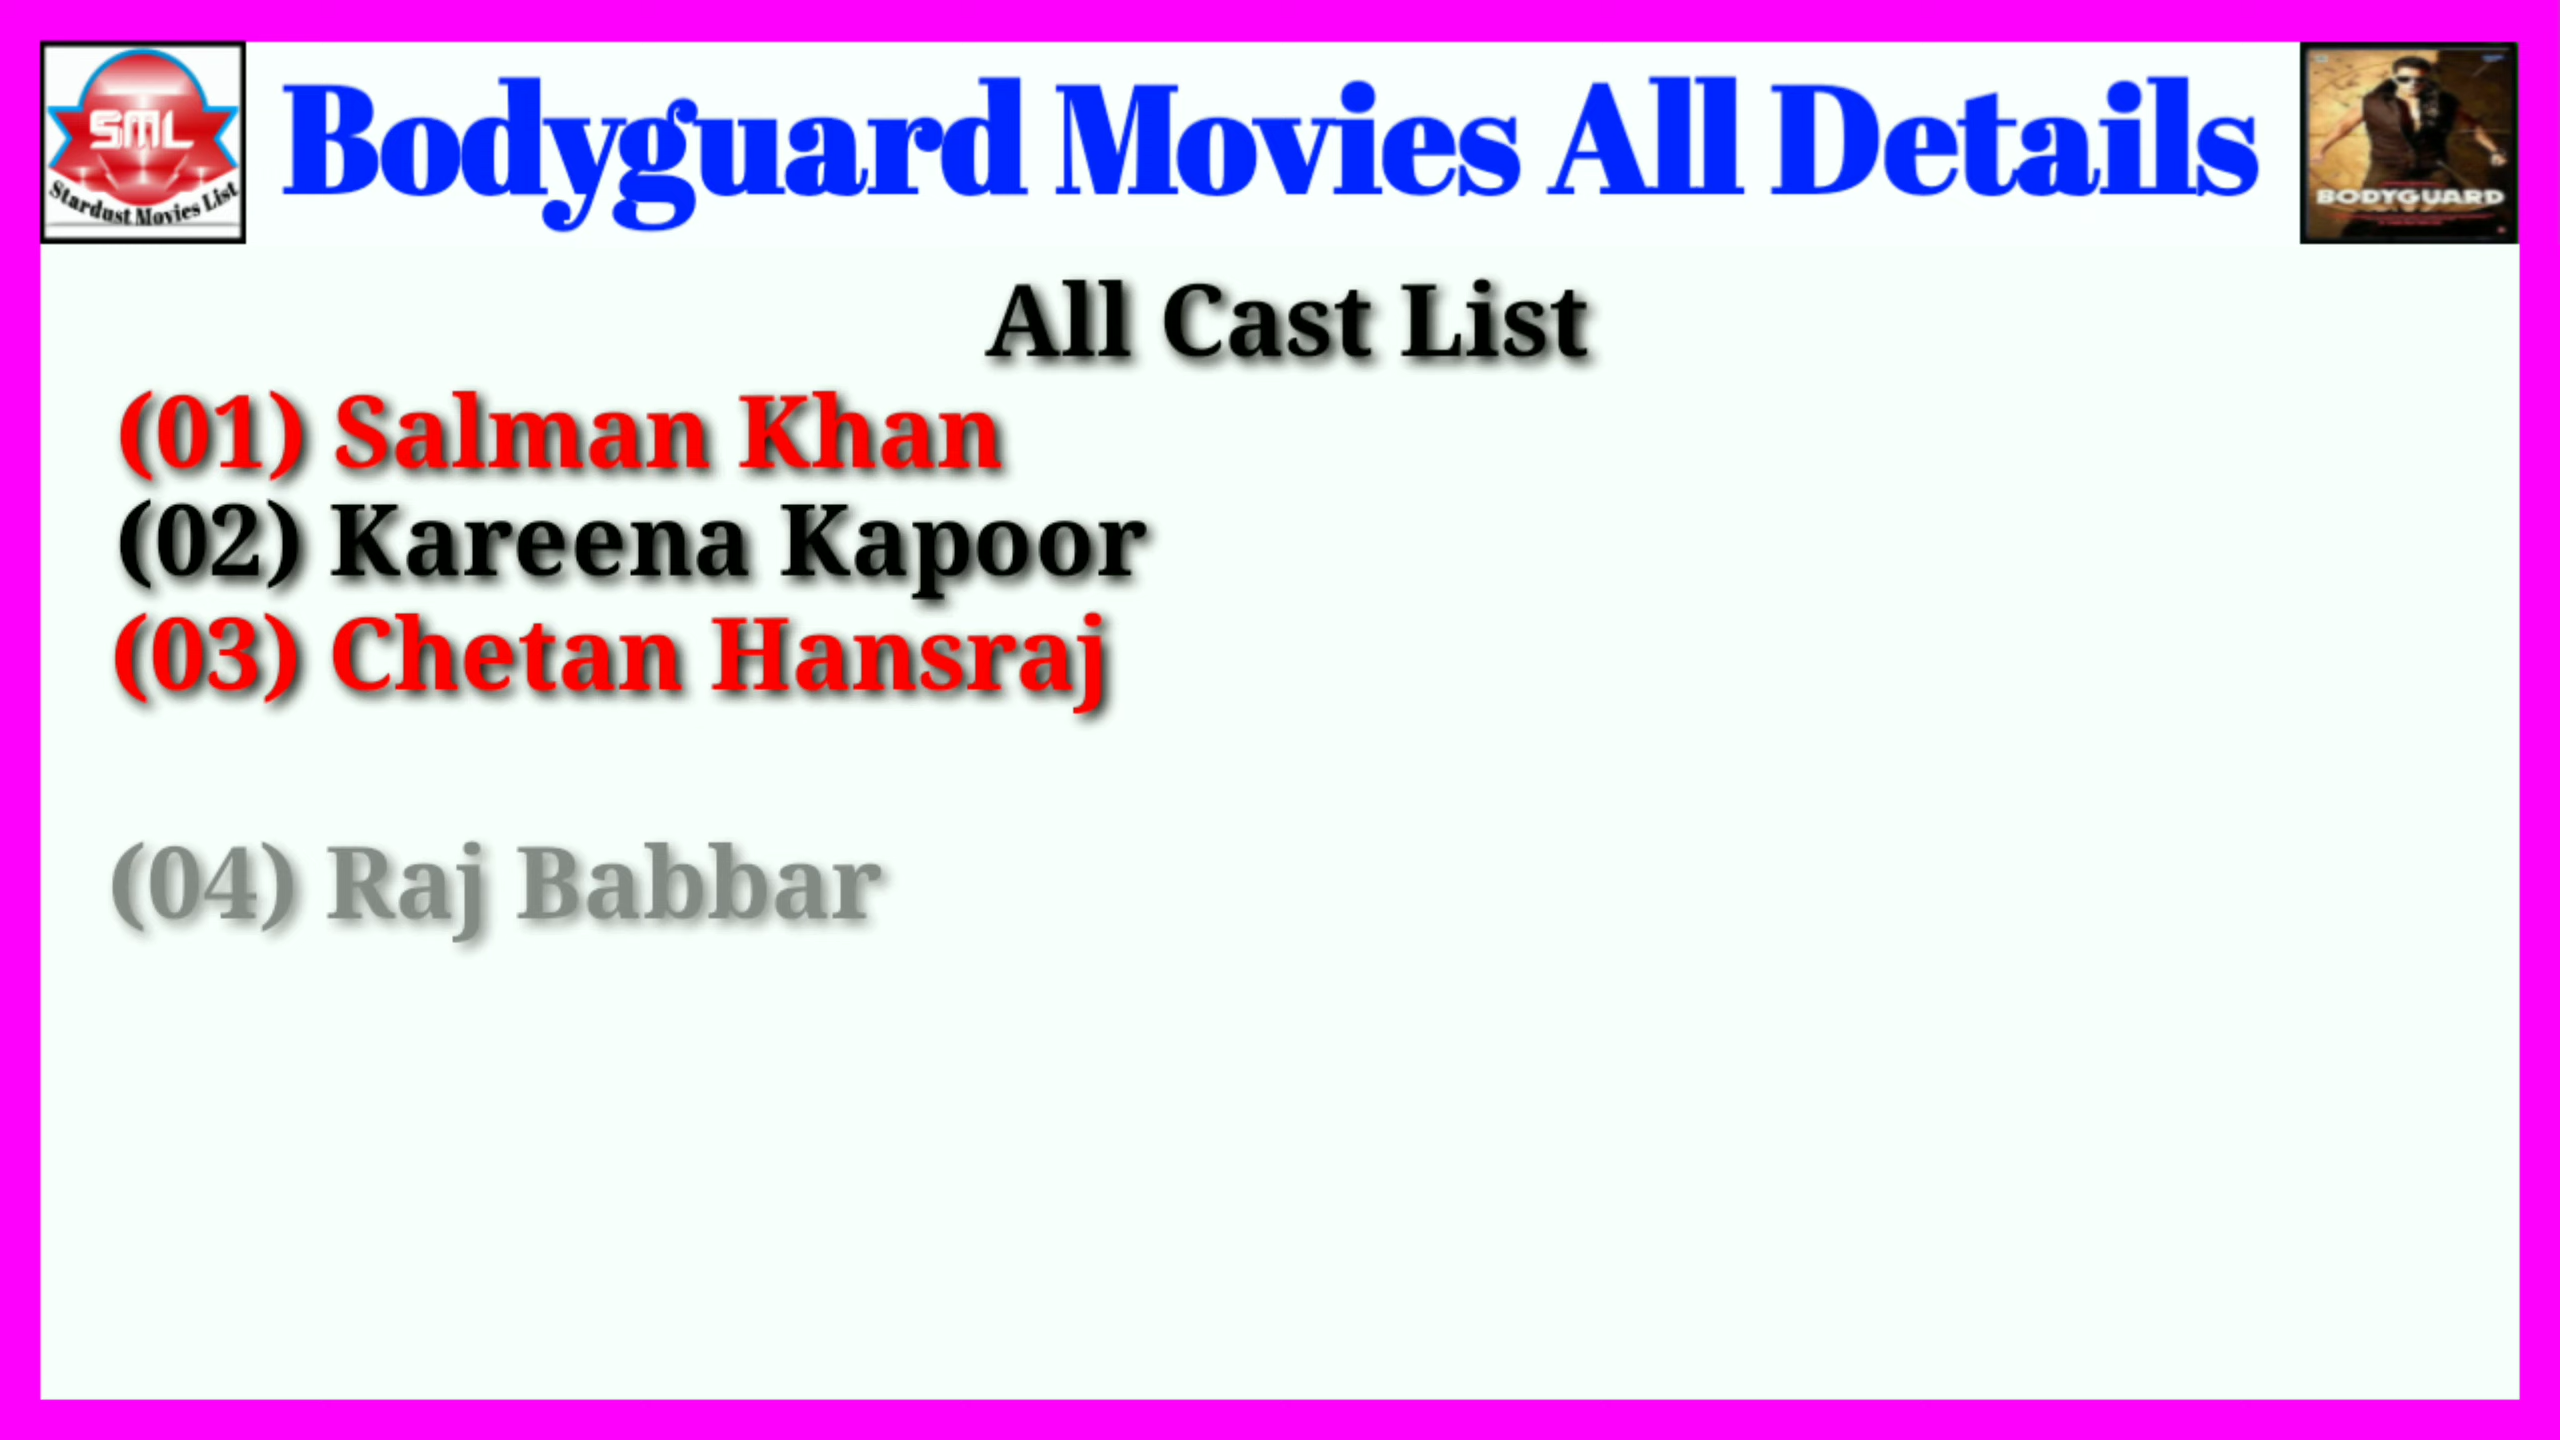 SML
Stardust Movies List
Bodyguard Movies All Details
BODYGUARD
All Cast List
(01) Salman Khan
(02) Kareena Kapoor
(03) Chetan Hansraj
(04) Raj Babbar